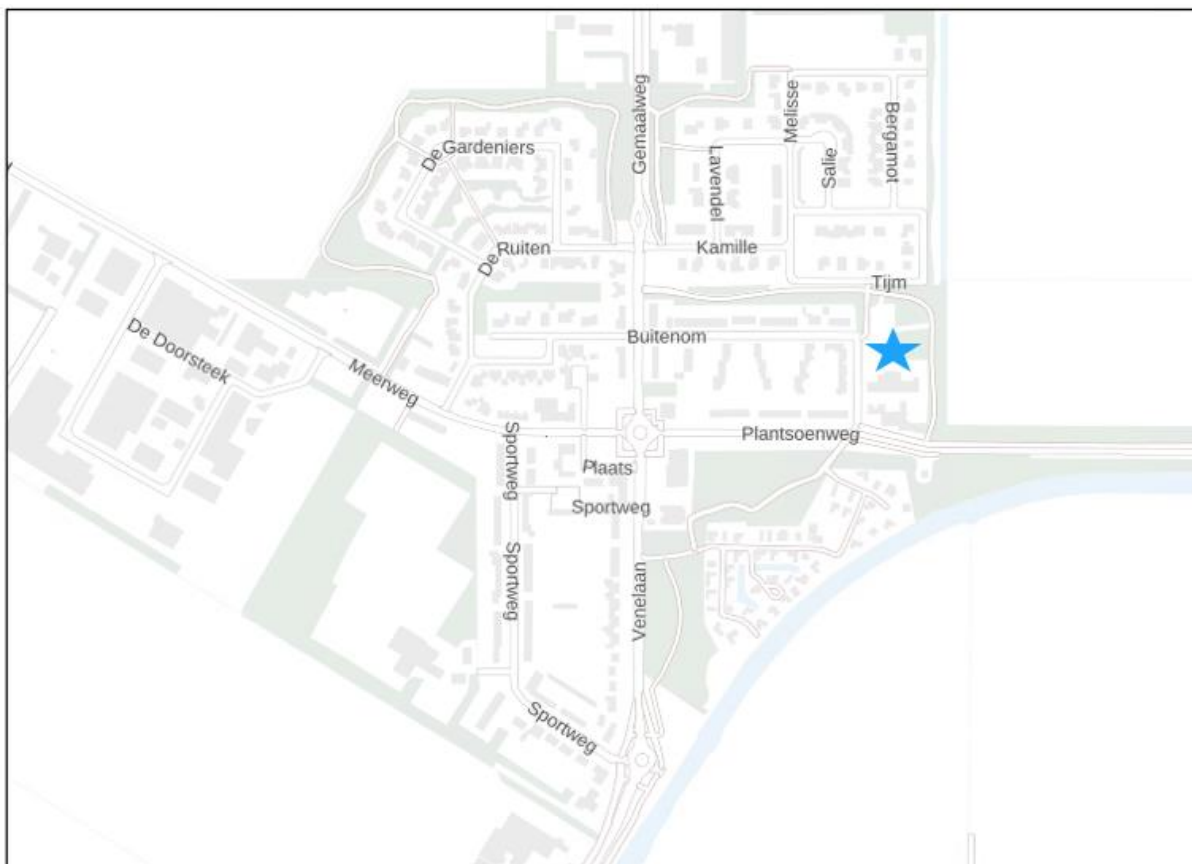 Gemaalweg
Melisse
Bergamot
De
Gardeniers
Lavendel
Salie
De
Ruiten
Kamille
Tijm
De Doorsteek
Buitenom
Meerweg
Sportweg
Plantsoenweg
Plaats
Sportweg
Sportweg
Venelaan
Sportweg